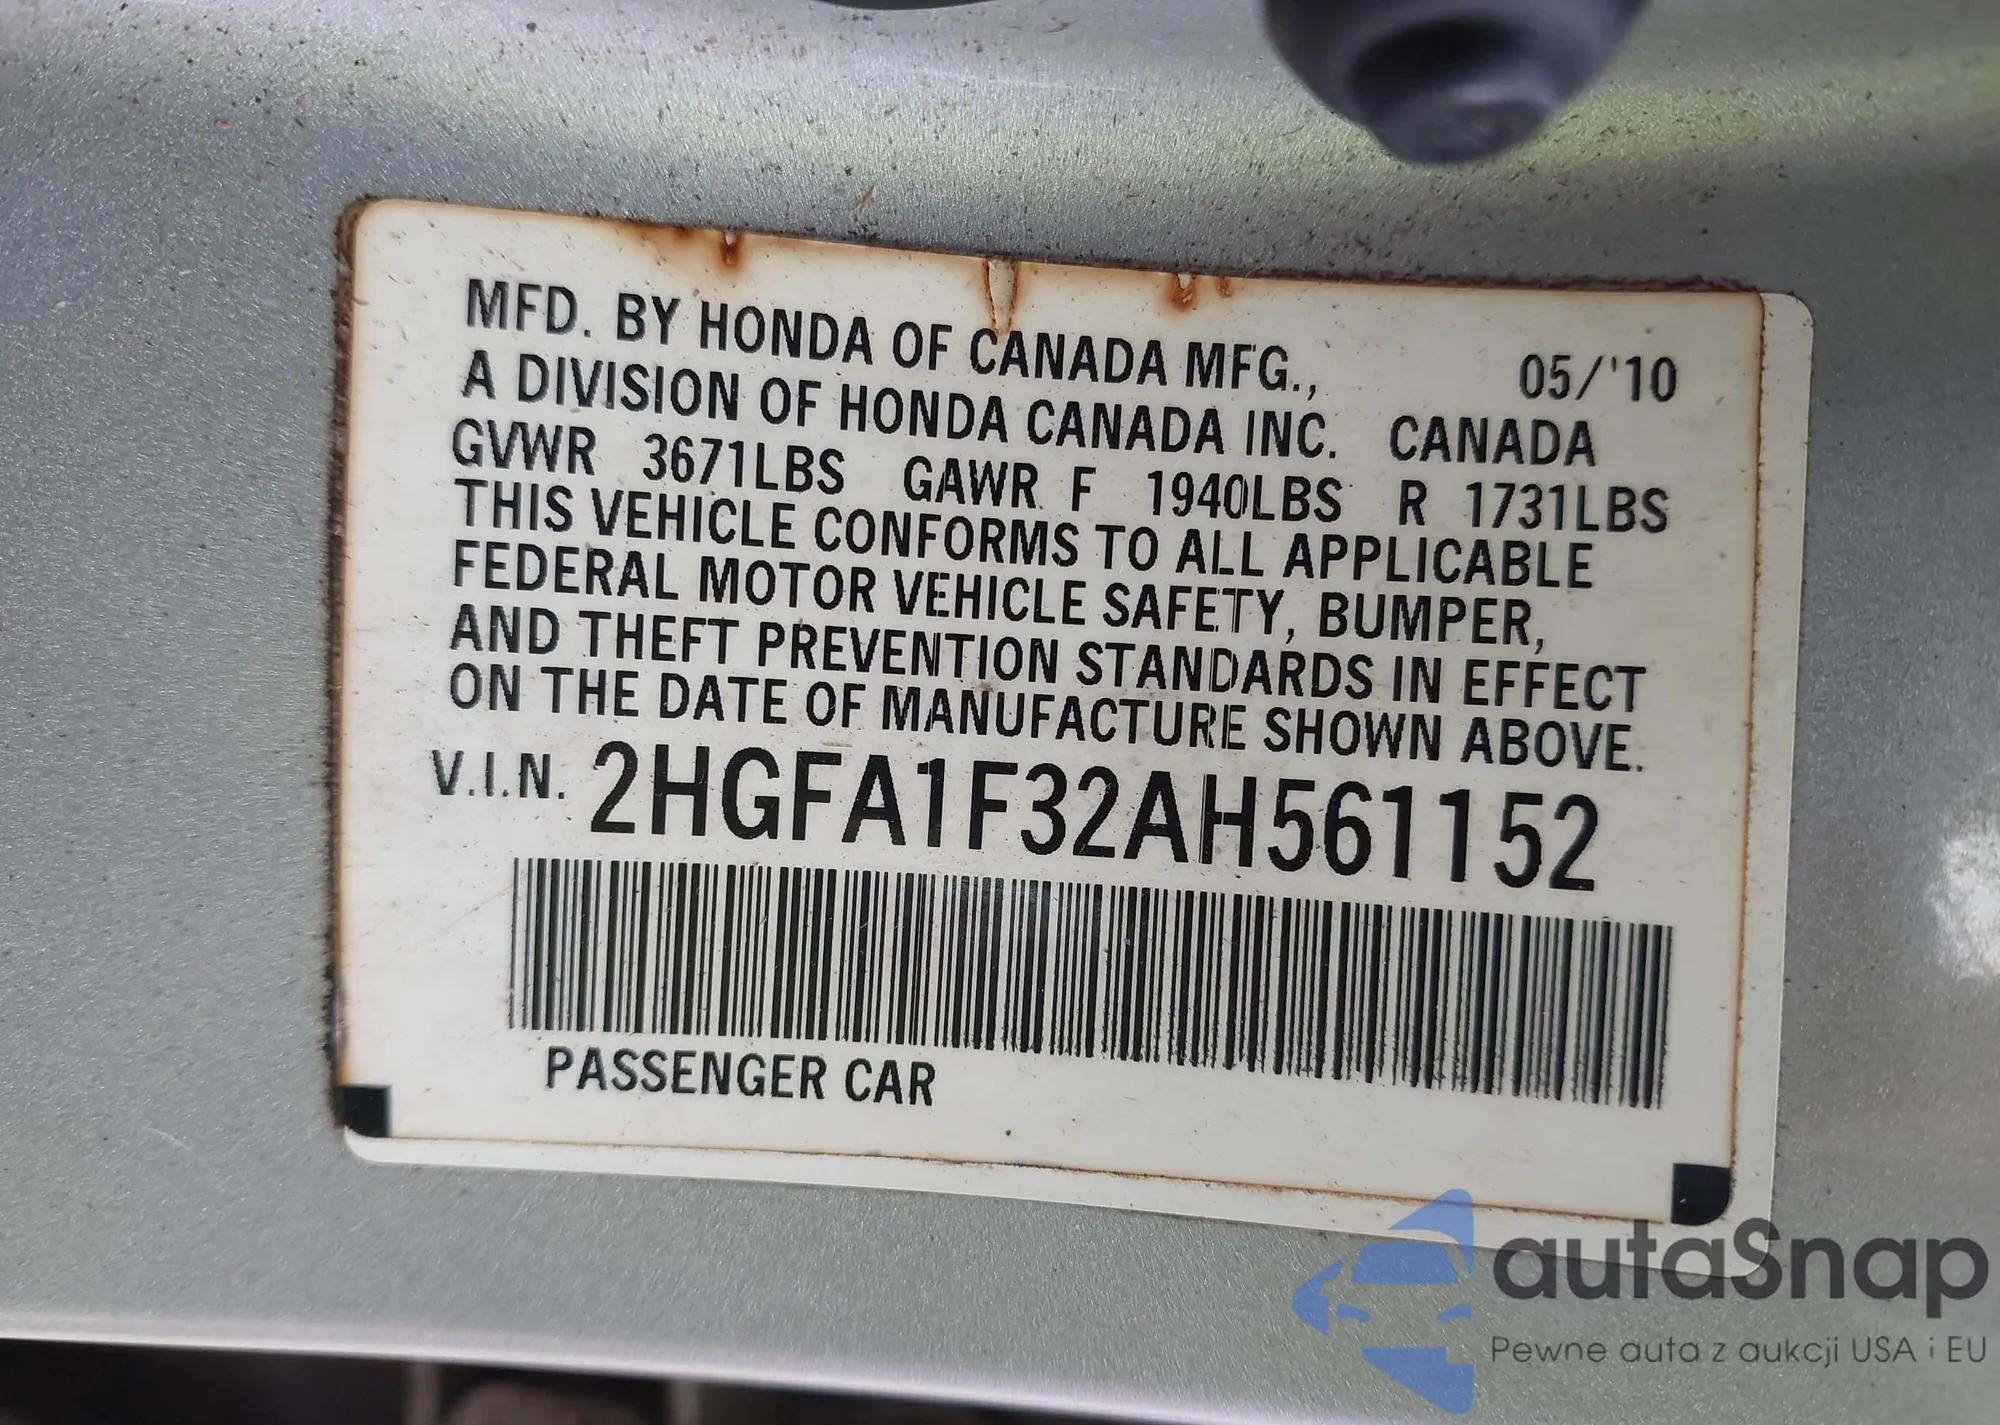 MFD. BY HONDA OF CANADA MFG., 05/'10
A DIVISION OF HONDA CANADA INC. CANADA
GVWR 3671LBS GAWR F 1940LBS R 1731LBS
THIS VEHICLE CONFORMS TO ALL APPLICABLE
FEDERAL MOTOR VEHICLE SAFETY, BUMPER,
AND THEFT PREVENTION STANDARDS IN EFFECT
ON THE DATE OF MANUFACTURE SHOWN ABOVE.
V.I.N. 2HGFA1F32AH561152
PASSENGER CAR
autaSnap
Pewne auta z aukcji USA i EU